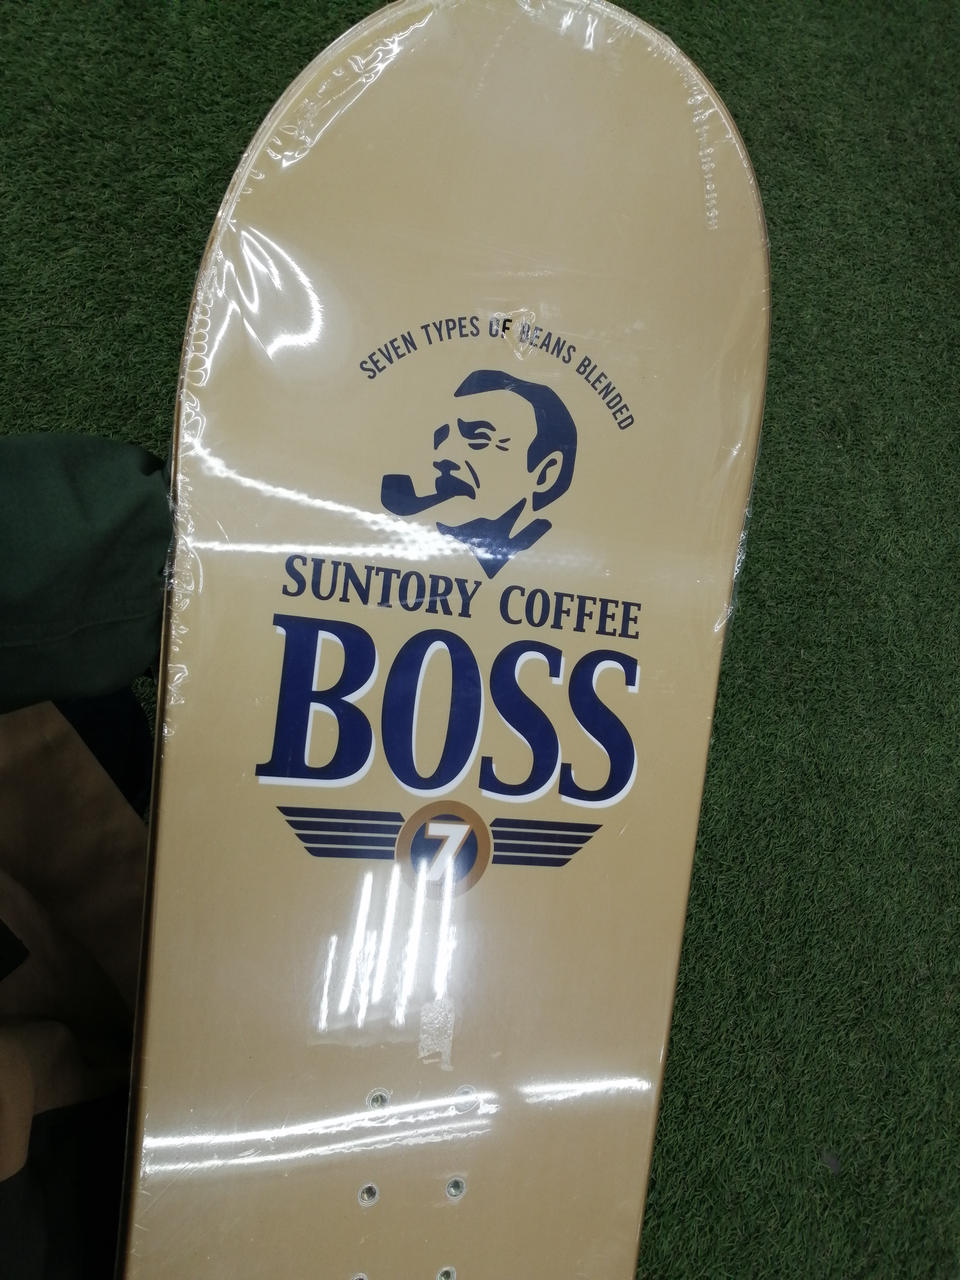 SEVEN TYPES OF BEANS BLENDED
SUNTORY COFFEE
BOSS
7